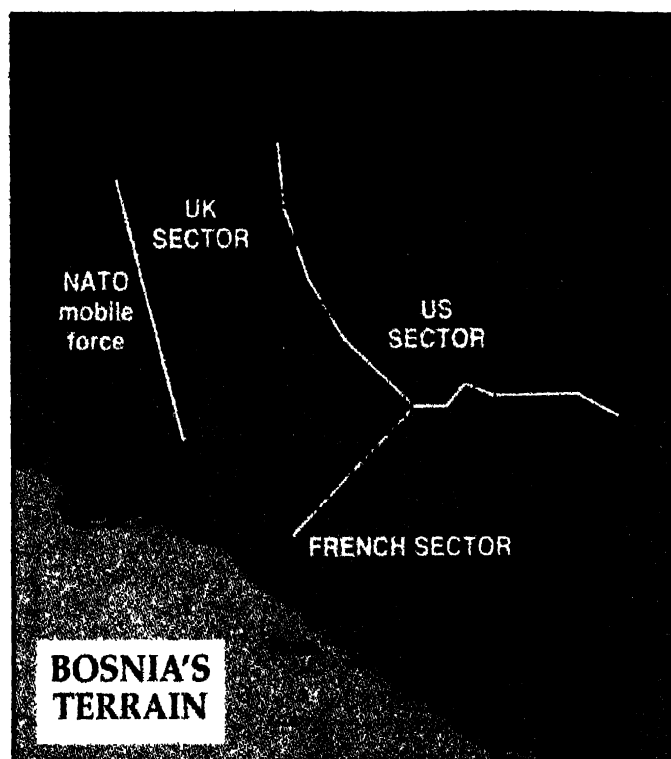 UK
SECTOR
NATO
mobile
force
US
SECTOR
FRENCH SECTOR
BOSNIA'S
TERRAIN